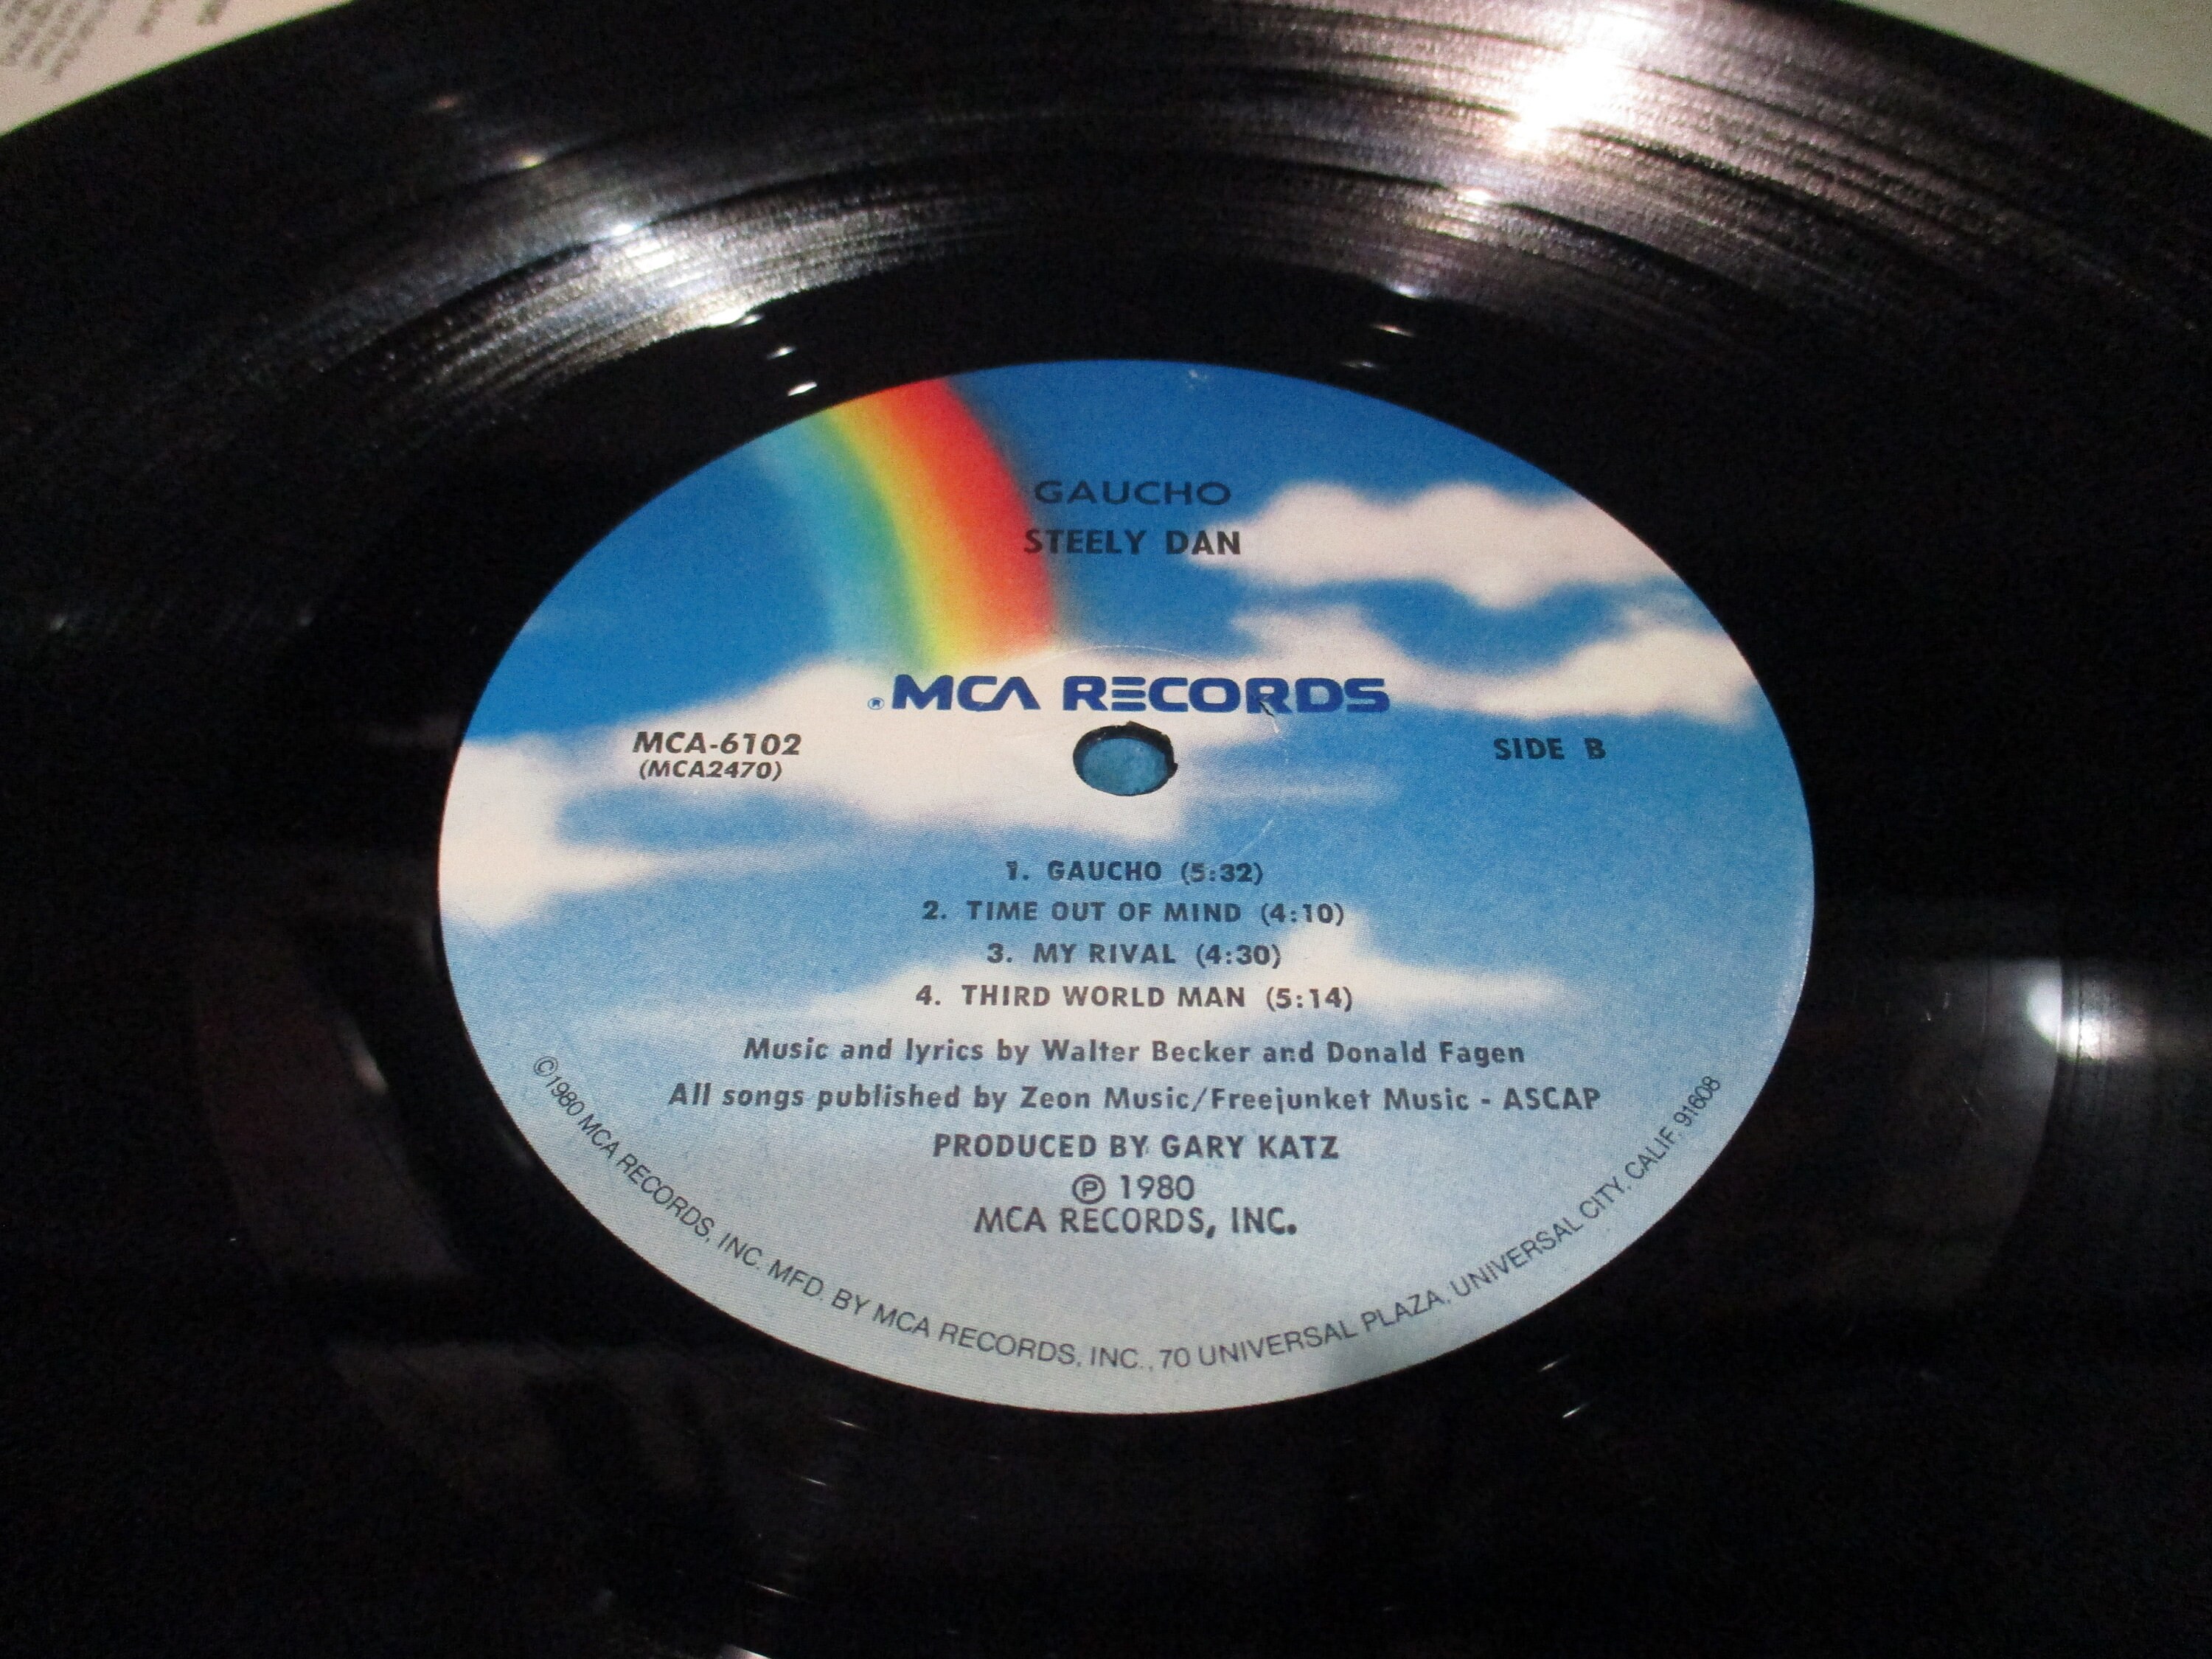 GAUCHO
STEELY DAN
®MCA RECORDS
MCA-6102
(MCA2470)
SIDE B
1. GAUCHO (5:32)
2. TIME OUT OF MIND (4:10)
3. MY RIVAL (4:30)
4. THIRD WORLD MAN (5:14)
Music and lyrics by Walter Becker and Donald Fagen
All songs published by Zeon Music/Freejunket Music - ASCAP
PRODUCED BY GARY KATZ
℗ 1980
MCA RECORDS, INC.
©1980 MCA RECORDS, INC. MFD. BY MCA RECORDS, INC., 70 UNIVERSAL PLAZA, UNIVERSAL CITY, CALIF. 91608